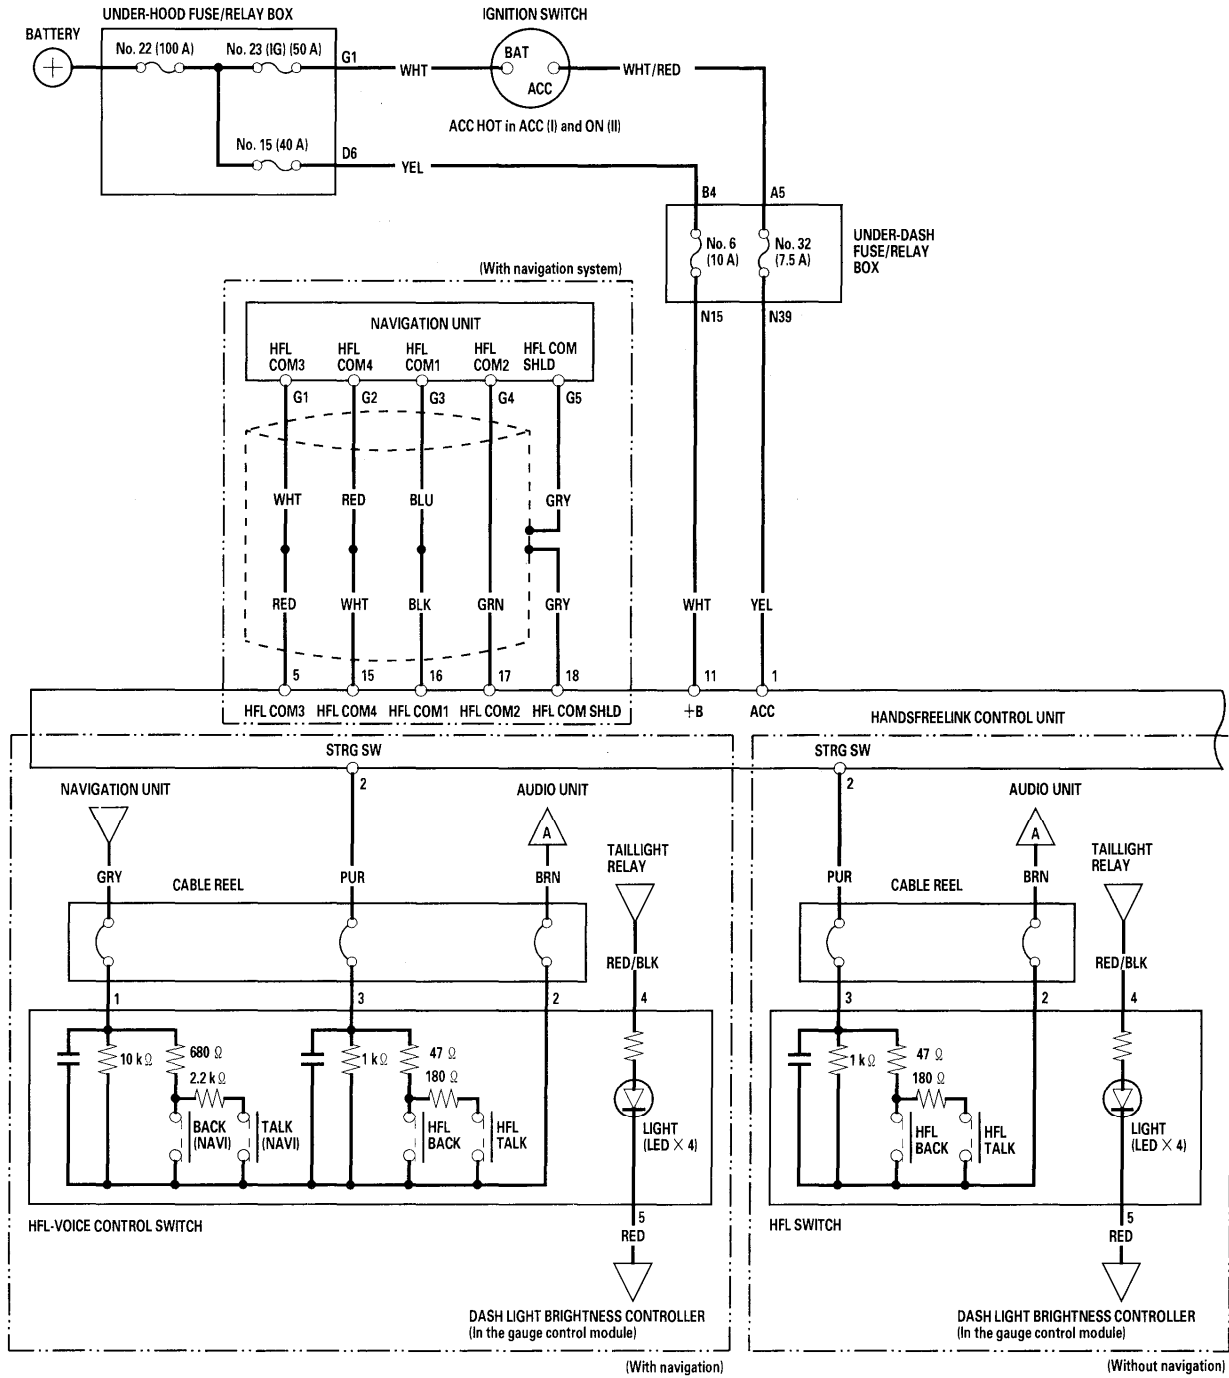 UNDER-HOOD FUSE/RELAY BOX
IGNITION SWITCH
BATTERY
No. 22 (100 A)
No. 23 (IG) (50 A)
G1
WHT
BAT
ACC
WHT/RED
ACC HOT in ACC (I) and ON (II)
No. 15 (40 A)
D6
YEL
B4
A5
No. 6
(10 A)
No. 32
(7.5 A)
UNDER-DASH
FUSE/RELAY
BOX
N15
N39
(With navigation system)
NAVIGATION UNIT
HFL
COM3
HFL
COM4
HFL
COM1
HFL
COM2
HFL COM
SHLD
G1
G2
G3
G4
G5
WHT
RED
BLU
GRY
RED
WHT
BLK
GRN
GRY
WHT
YEL
5
15
16
17
18
11
1
HFL COM3
HFL COM4
HFL COM1
HFL COM2
HFL COM SHLD
+B
ACC
HANDSFREELINK CONTROL UNIT
STRG SW
2
NAVIGATION UNIT
AUDIO UNIT
A
TAILLIGHT
RELAY
GRY
CABLE REEL
PUR
BRN
RED/BLK
1
3
2
4
10 kΩ
680 Ω
2.2 kΩ
BACK
(NAVI)
TALK
(NAVI)
1 kΩ
47 Ω
180 Ω
HFL
BACK
HFL
TALK
LIGHT
(LED X 4)
HFL-VOICE CONTROL SWITCH
5
RED
DASH LIGHT BRIGHTNESS CONTROLLER
(In the gauge control module)
(With navigation)
STRG SW
2
AUDIO UNIT
A
TAILLIGHT
RELAY
PUR
CABLE REEL
BRN
RED/BLK
3
2
4
1 kΩ
47 Ω
180 Ω
HFL
BACK
HFL
TALK
LIGHT
(LED X 4)
HFL SWITCH
5
RED
DASH LIGHT BRIGHTNESS CONTROLLER
(In the gauge control module)
(Without navigation)